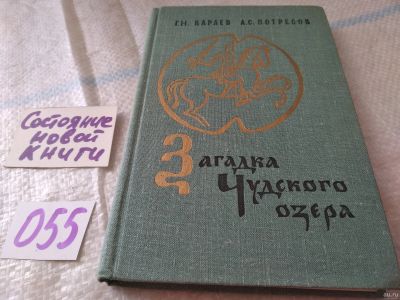 Г.Н. КАРАЕВ А.С. ПОТРЕСОВ
Загадка
Чудского
озера
Состояние
новой
книги
055